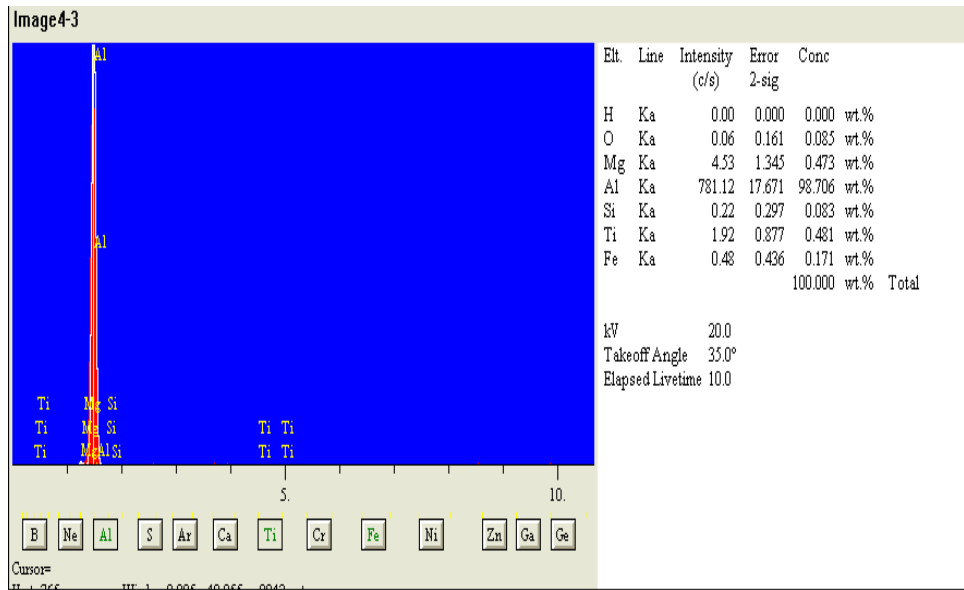 Image4-3
Elt. Line Intensity Error Conc
(c/s) 2-sig
H Ka 0.00 0.000 0.000 wt.%
O Ka 0.06 0.161 0.085 wt.%
Mg Ka 4.53 1.345 0.473 wt.%
Al Ka 781.12 17.671 98.706 wt.%
Si Ka 0.22 0.297 0.083 wt.%
Ti Ka 1.92 0.877 0.481 wt.%
Fe Ka 0.48 0.436 0.171 wt.%
100.000 wt.% Total
kV 20.0
Takeoff Angle 35.0°
Elapsed Livetime 10.0
Al
Al
Ti Mg Si
Ti Mg Si Ti Ti
Ti Mg Al Si Ti Ti
5. 10.
B Ne Al S Ar Ca Ti Cr Fe Ni Zn Ga Ge
Cursor=